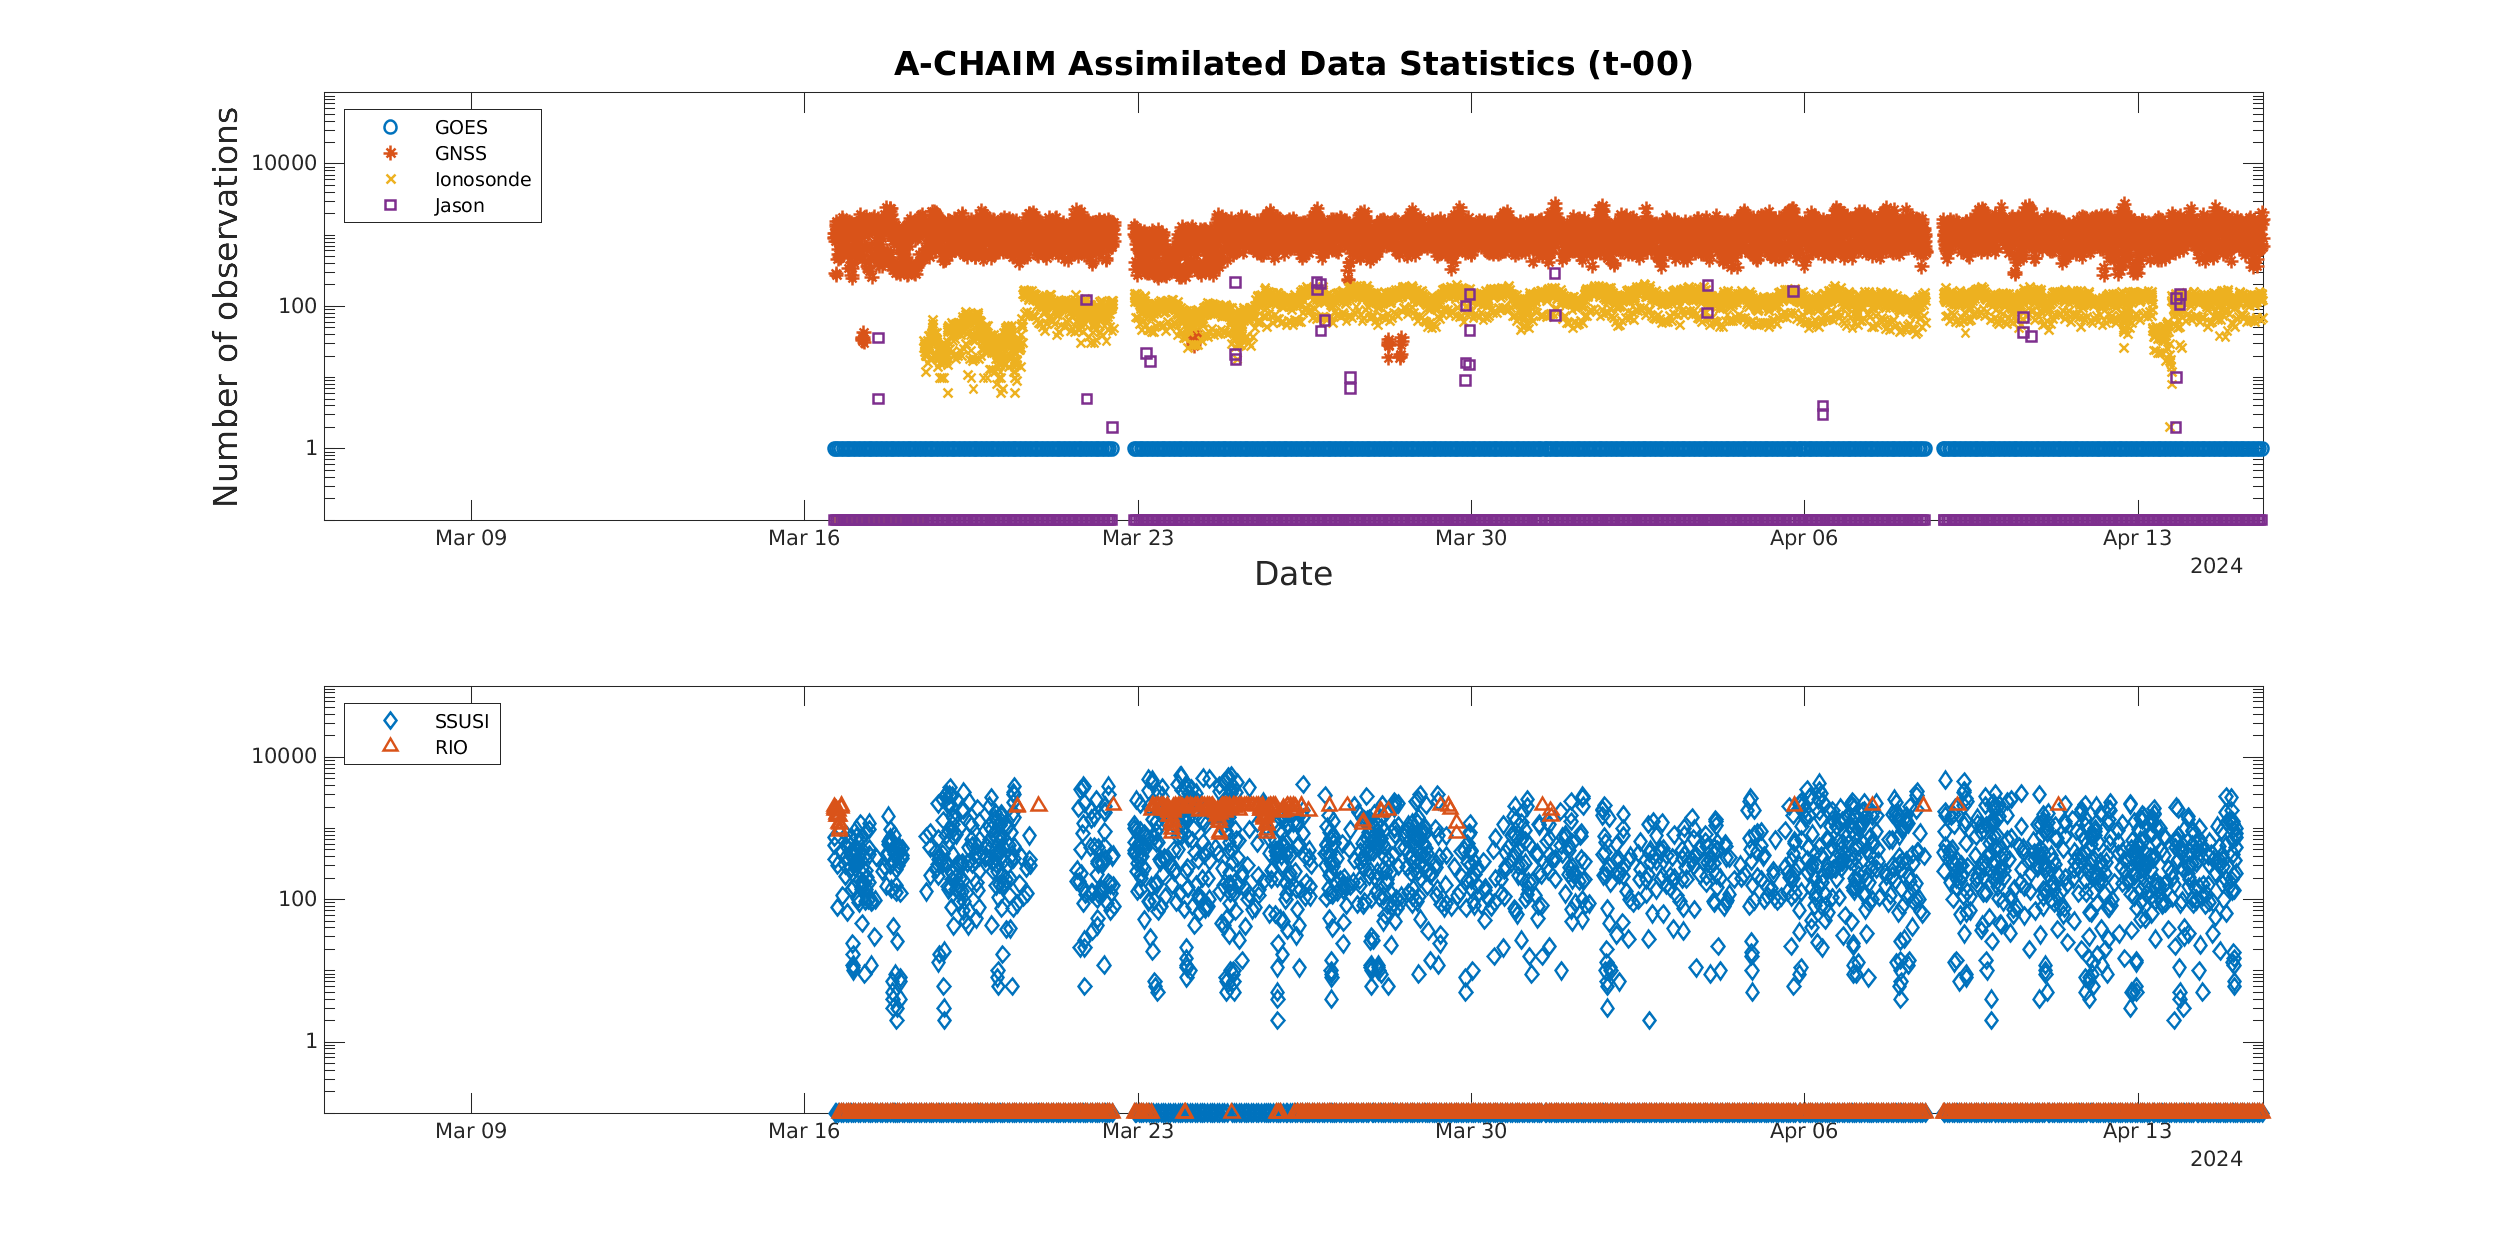 A-CHAIM Assimilated Data Statistics (t-00)
Number of observations
10000
100
1
GOES
GNSS
Ionosonde
Jason
Mar 09
Mar 16
Mar 23
Mar 30
Apr 06
Apr 13
2024
Date
10000
100
1
SSUSI
RIO
Mar 09
Mar 16
Mar 23
Mar 30
Apr 06
Apr 13
2024